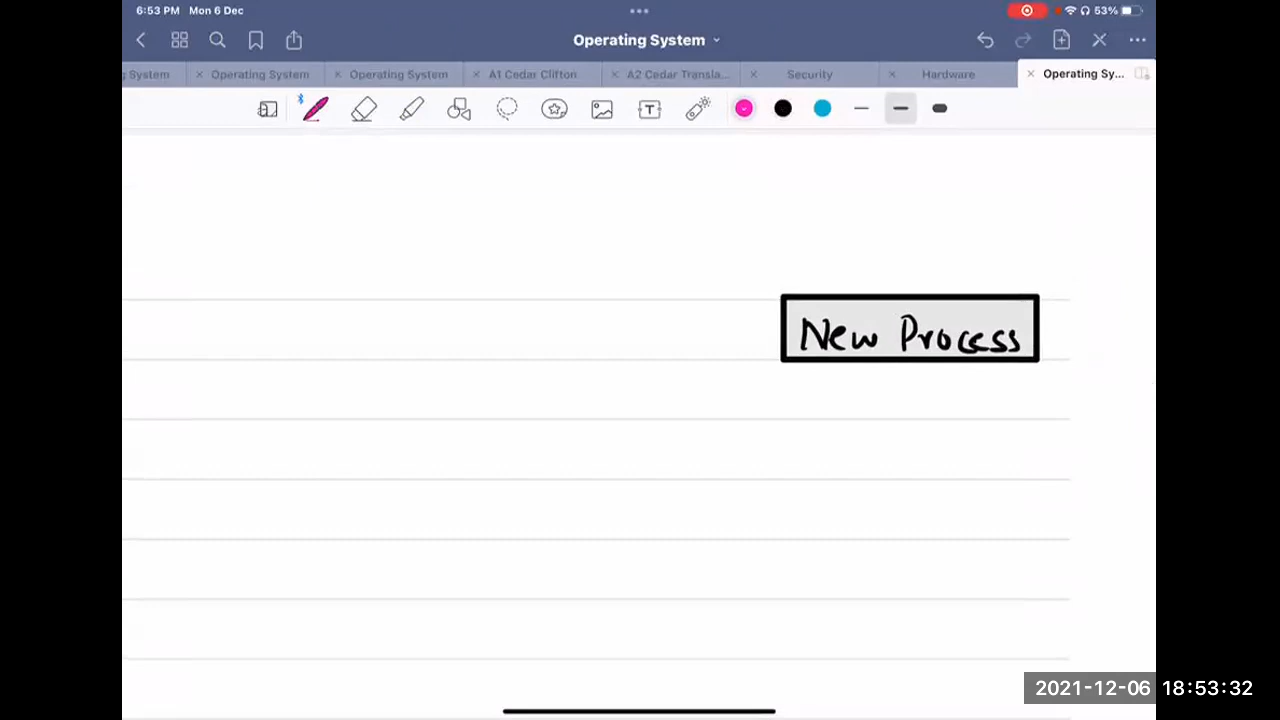 6:53 PM Mon 6 Dec
53%
Operating System
g System
Operating System
Operating System
A1 Cedar Clifton
A2 Cedar Transla...
Security
Hardware
Operating Sy...
T
New Process
2021-12-06 18:53:32